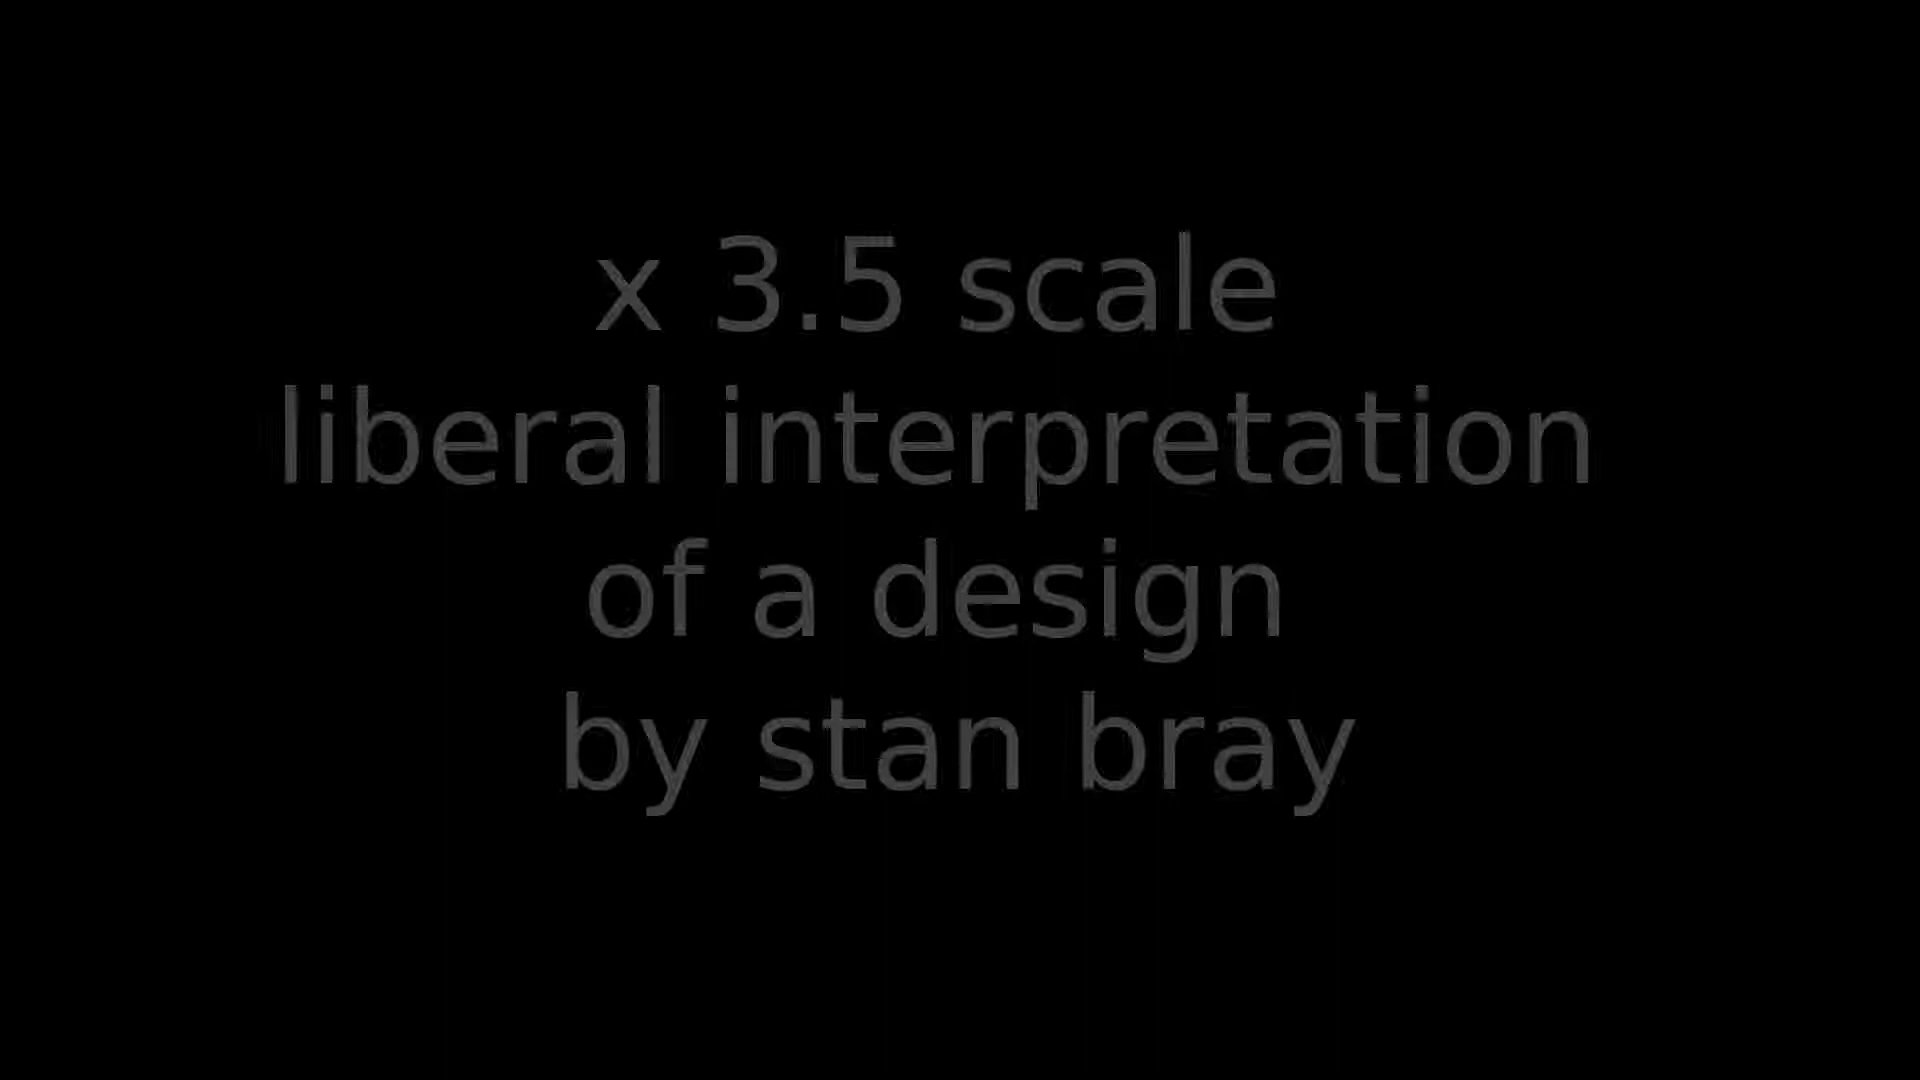 x 3.5 scale
liberal interpretation
of a design
by stan bray